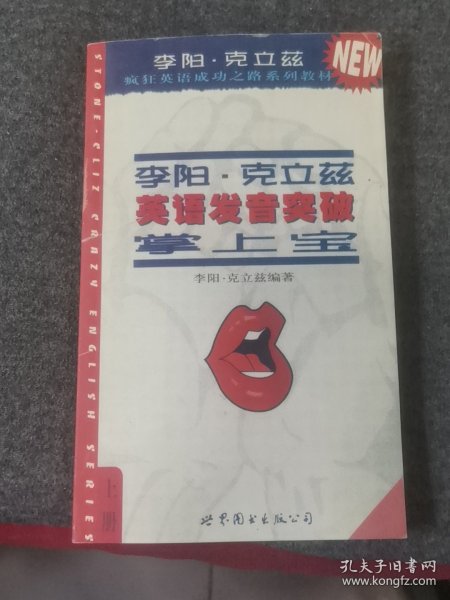 李阳·克立兹
疯狂英语成功之路系列教材
NEW
STONE·CLIZ CRAZY ENGLISH SERIES
李阳·克立兹
英语发音突破
掌上宝
李阳·克立兹编著
上册
世界图书出版公司
孔夫子旧书网
www.kongfz.com